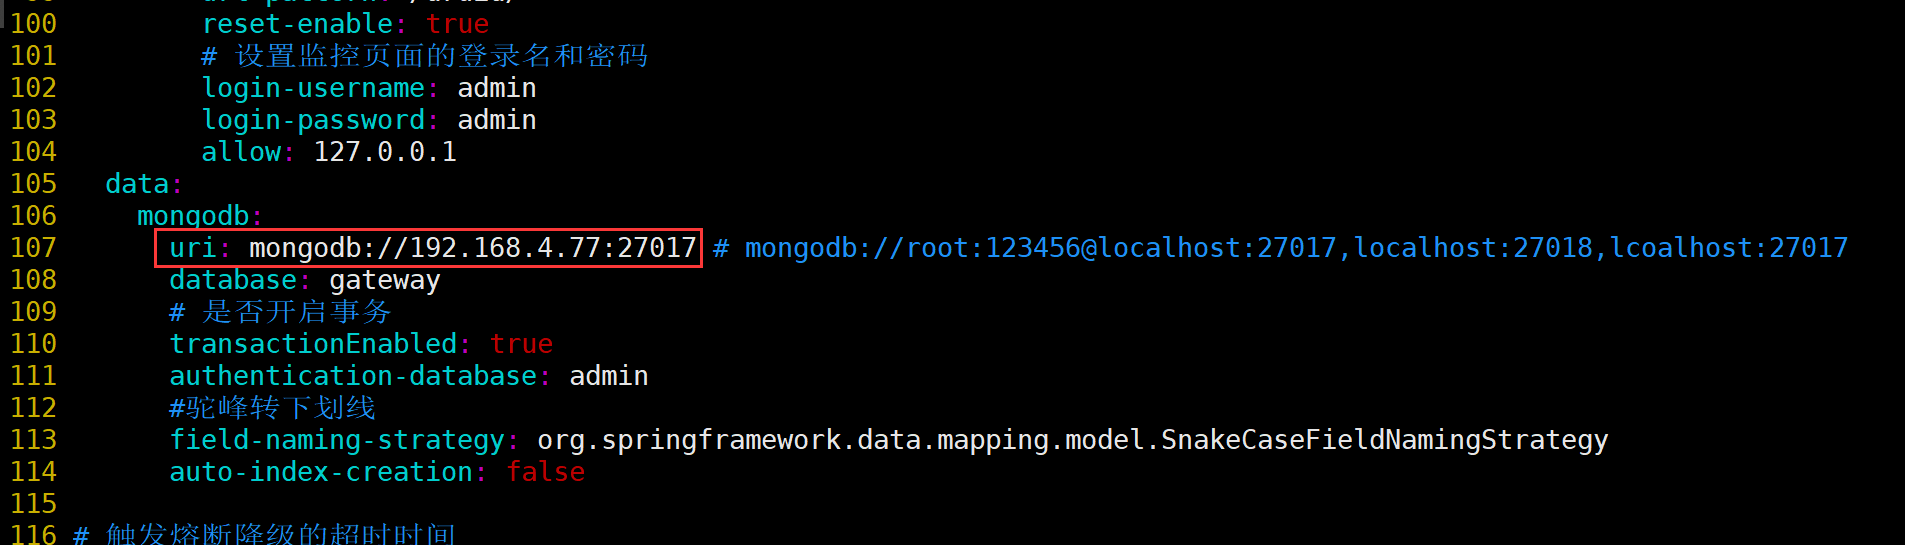 100         reset-enable: true
101         # 设置监控页面的登录名和密码
102         login-username: admin
103         login-password: admin
104         allow: 127.0.0.1
105   data:
106     mongodb:
107       uri: mongodb://192.168.4.77:27017 # mongodb://root:123456@localhost:27017,localhost:27018,lcoalhost:27017
108       database: gateway
109       # 是否开启事务
110       transactionEnabled: true
111       authentication-database: admin
112       #驼峰转下划线
113       field-naming-strategy: org.springframework.data.mapping.model.SnakeCaseFieldNamingStrategy
114       auto-index-creation: false
115
116 # 触发熔断降级的超时时间